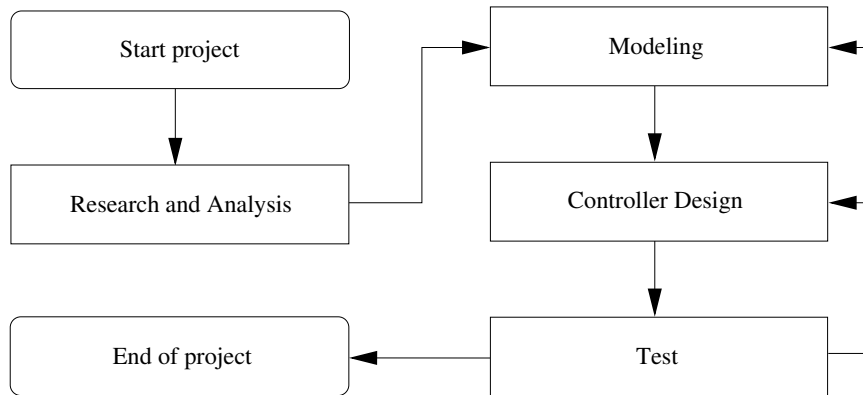 Start project
Modeling
Research and Analysis
Controller Design
End of project
Test